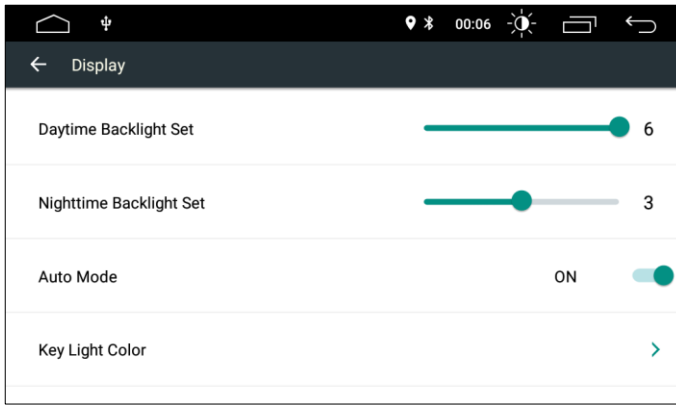 00:06
Display
Daytime Backlight Set 6
Nighttime Backlight Set 3
Auto Mode ON
Key Light Color